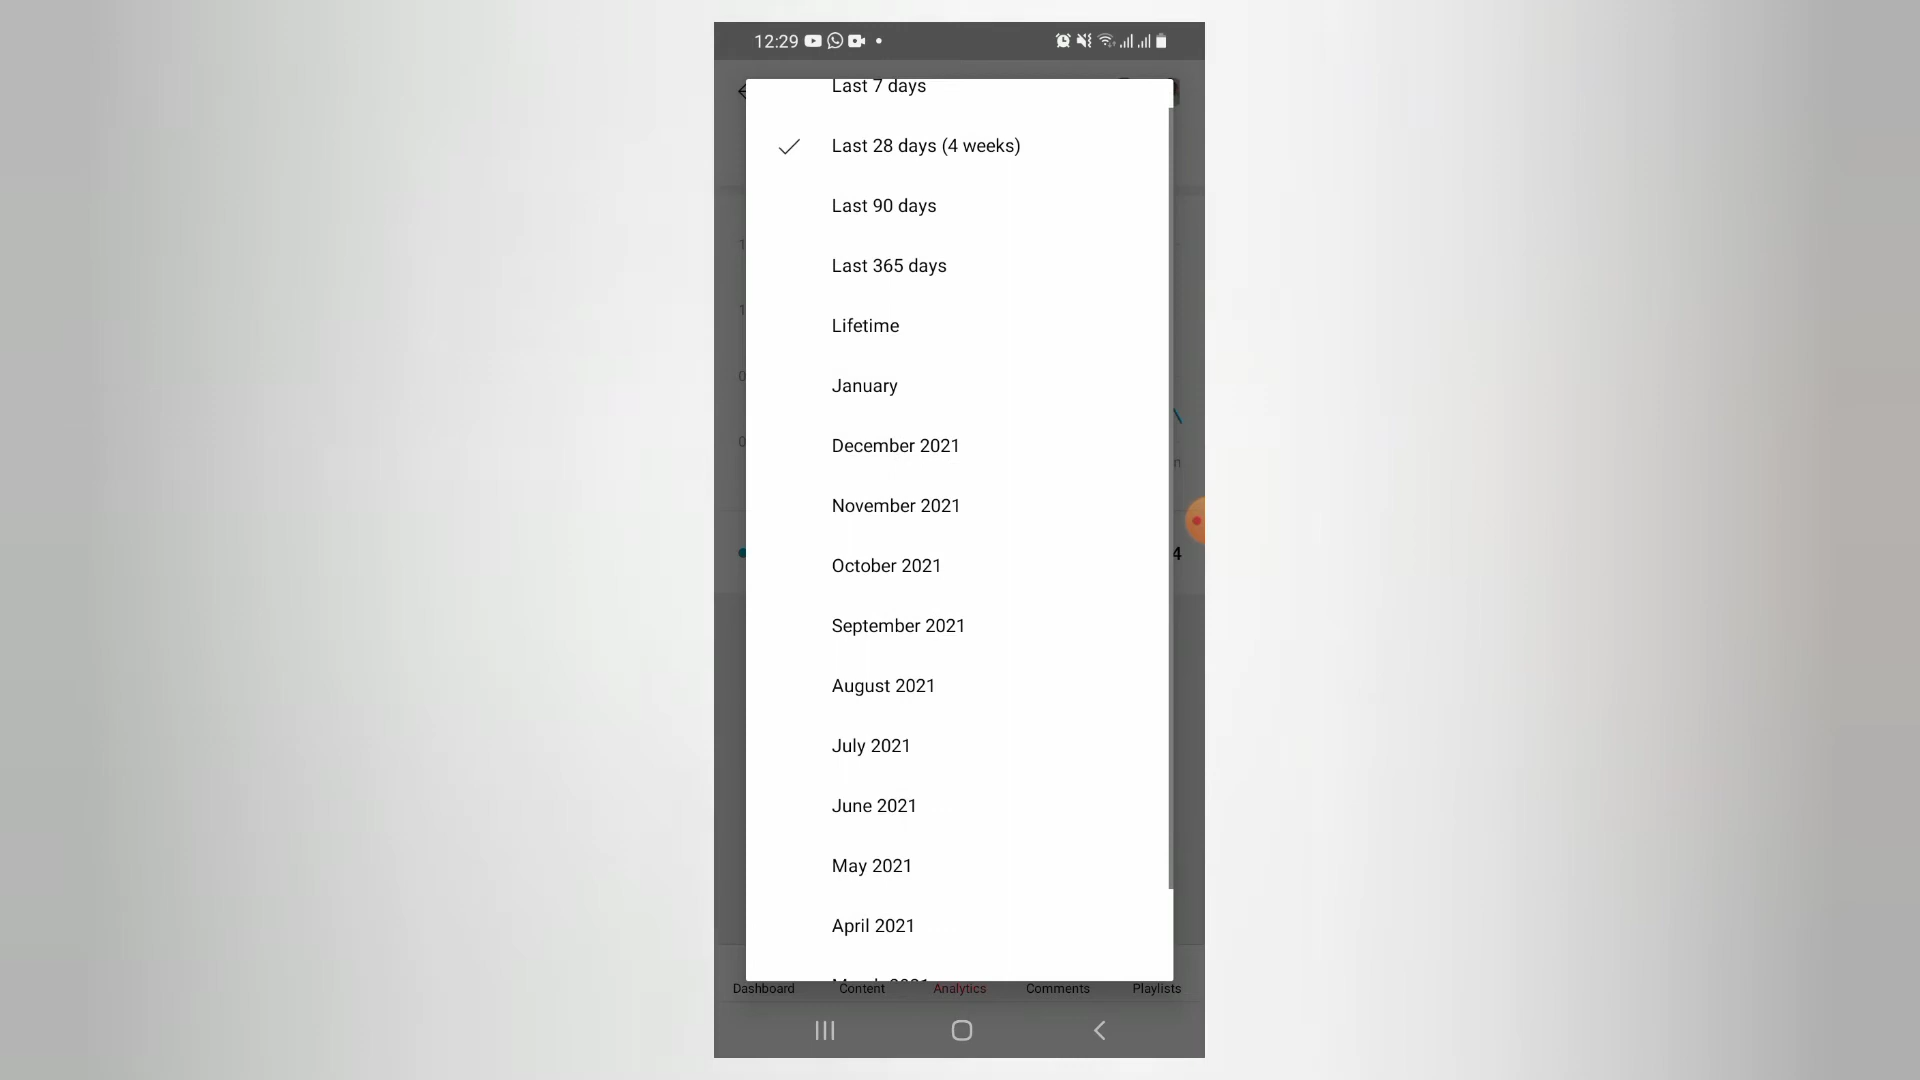 12:29
Last 7 days
Last 28 days (4 weeks)
Last 90 days
Last 365 days
Lifetime
January
December 2021
November 2021
October 2021
September 2021
August 2021
July 2021
June 2021
May 2021
April 2021
4
Dashboard Content Analytics Comments Playlists